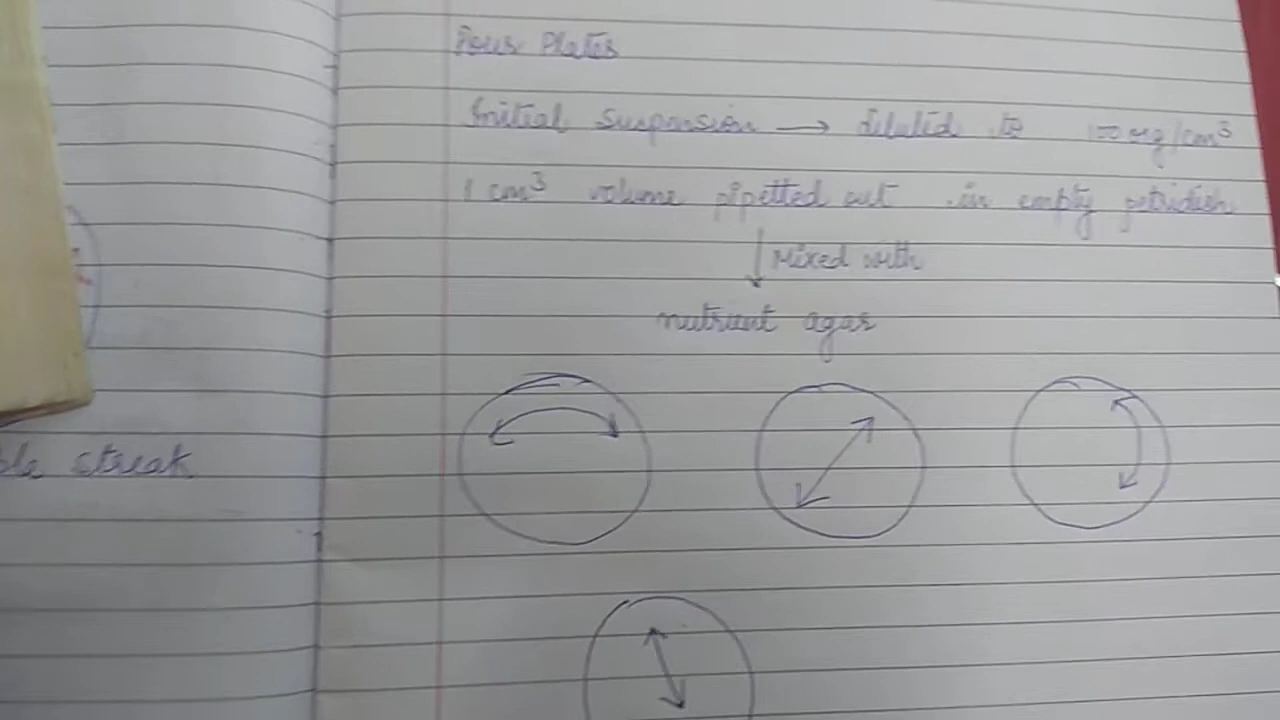 Pour Plates
Initial suspension → diluted to 100 mg/cm³
1 cm³ volume pipetted out in empty petridish
↓ Mixed with
nutrient agar
streak